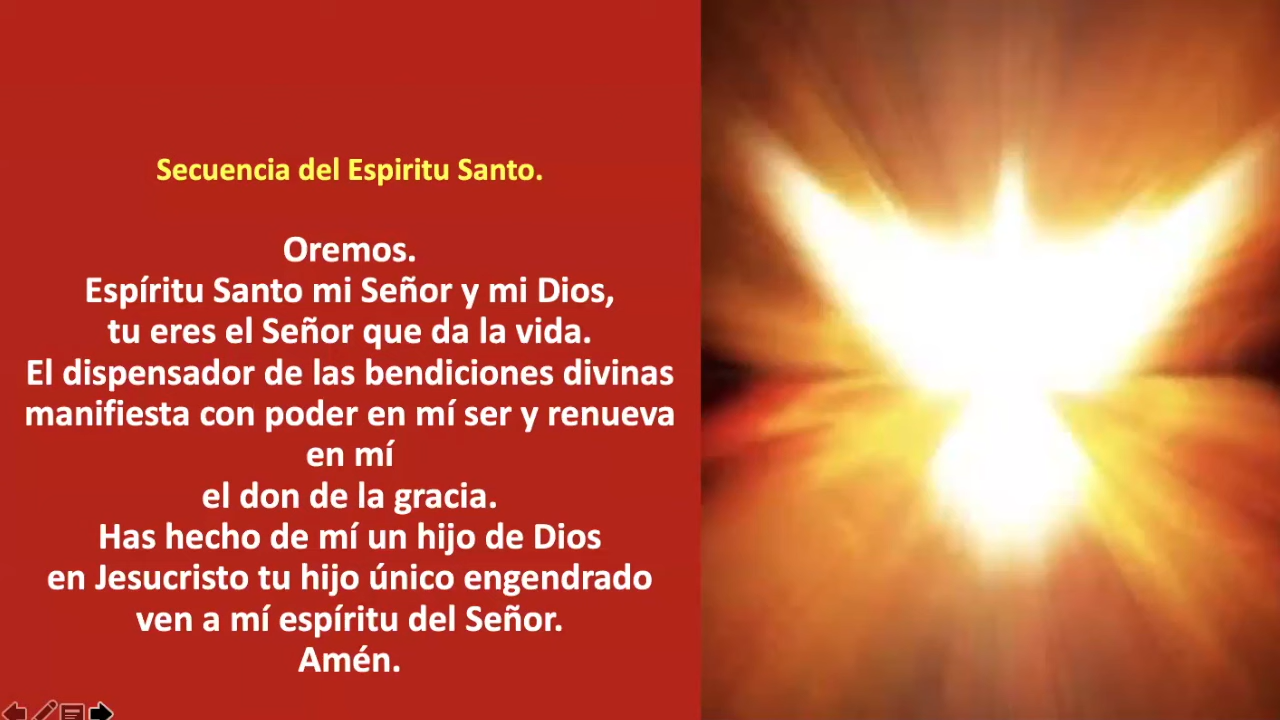 Secuencia del Espiritu Santo.
Oremos.
Espíritu Santo mi Señor y mi Dios,
tu eres el Señor que da la vida.
El dispensador de las bendiciones divinas
manifiesta con poder en mí ser y renueva
en mí
el don de la gracia.
Has hecho de mí un hijo de Dios
en Jesucristo tu hijo único engendrado
ven a mí espíritu del Señor.
Amén.